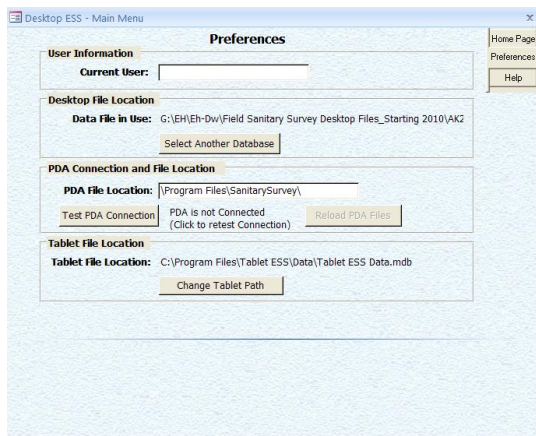 Desktop ESS - Main Menu
x
Preferences
Home Page
Preferences
Help
User Information
Current User:
Desktop File Location
Data File in Use: G:\EH\Eh-Dw\Field Sanitary Survey Desktop Files_Starting 2010\AK2
Select Another Database
PDA Connection and File Location
PDA File Location: \Program Files\SanitarySurvey\
Test PDA Connection
PDA is not Connected
(Click to retest Connection)
Reload PDA Files
Tablet File Location
Tablet File Location: C:\Program Files\Tablet ESS\Data\Tablet ESS Data.mdb
Change Tablet Path